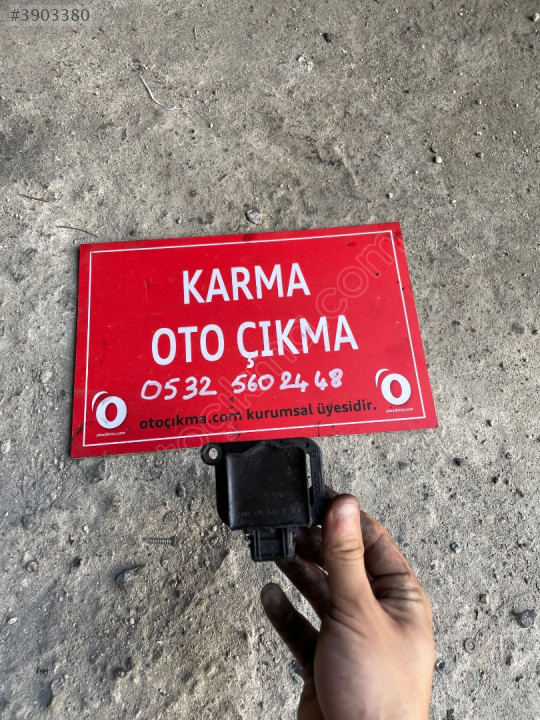 #3903380
KARMA
OTO ÇIKMA
0532 560 24 48
otoçıkma.com kurumsal üyesidir.